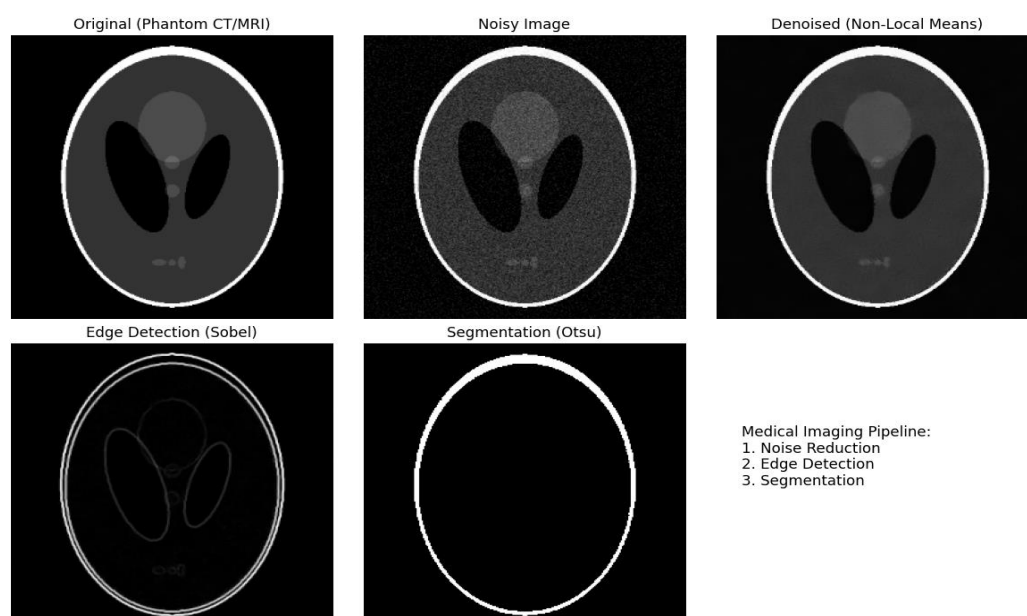 Original (Phantom CT/MRI)
Noisy Image
Denoised (Non-Local Means)
Edge Detection (Sobel)
Segmentation (Otsu)
Medical Imaging Pipeline:
1. Noise Reduction
2. Edge Detection
3. Segmentation